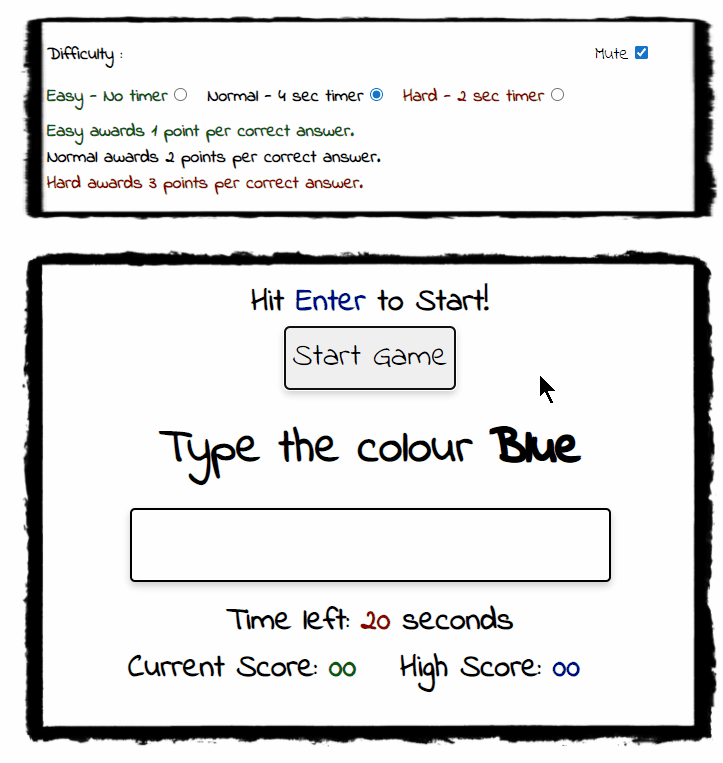 Difficulty : Mute
Easy - No timer Normal - 4 sec timer Hard - 2 sec timer
Easy awards 1 point per correct answer.
Normal awards 2 points per correct answer.
Hard awards 3 points per correct answer.
Hit Enter to Start!
Start Game
Type the colour Blue
Time left: 20 seconds
Current Score: 00 High Score: 00